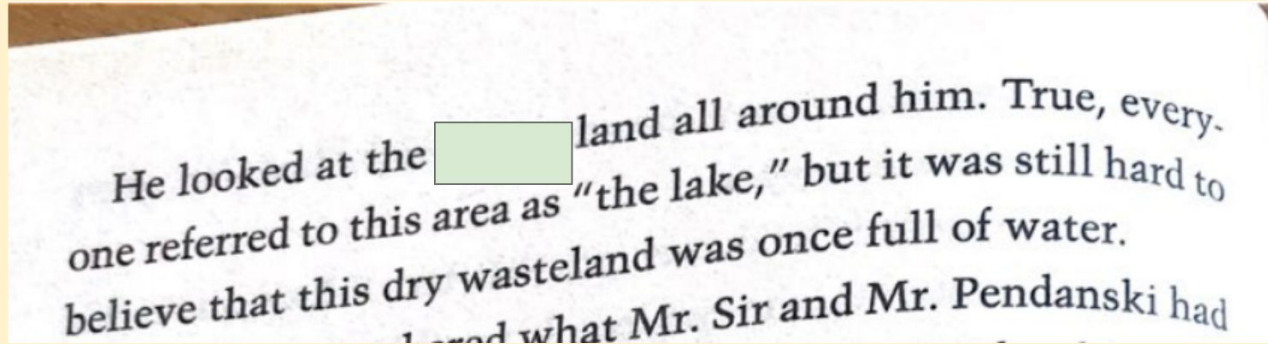 He looked at the land all around him. True, every-
one referred to this area as “the lake,” but it was still hard to
believe that this dry wasteland was once full of water.
what Mr. Sir and Mr. Pendanski had